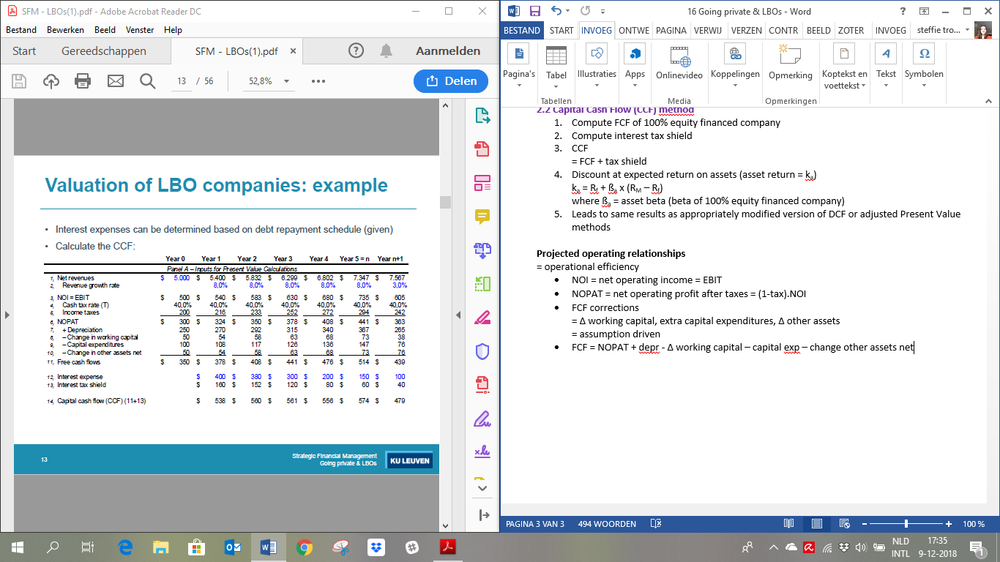 SFM - LBOs(1).pdf - Adobe Acrobat Reader DC
Bestand Bewerken Beeld Venster Help
Start Gereedschappen SFM - LBOs(1).pdf × ? Aanmelden
13 / 56 52,8% Delen
Valuation of LBO companies: example
• Interest expenses can be determined based on debt repayment schedule (given)
• Calculate the CCF:
Year 0 Year 1 Year 2 Year 3 Year 4 Year 5 = n Year n+1
Panel A – Inputs for Present Value Calculations
1, Net revenues $ 5.000 $ 5.400 $ 5.832 $ 6.299 $ 6.802 $ 7.347 $ 7.567
2, Revenue growth rate 8,0% 8,0% 8,0% 8,0% 8,0% 3,0%
3, NOI = EBIT $ 500 $ 540 $ 583 $ 630 $ 680 $ 735 $ 605
4, Cash tax rate (T) 40,0% 40,0% 40,0% 40,0% 40,0% 40,0% 40,0%
5, Income taxes 200 216 233 252 272 294 242
6, NOPAT $ 300 $ 324 $ 350 $ 378 $ 408 $ 441 $ 363
7, + Depreciation 250 270 292 315 340 367 265
8, – Change in working capital 50 54 58 63 68 73 38
9, – Capital expenditures 100 108 117 126 136 147 76
10, – Change in other assets net 50 54 58 63 68 73 76
11, Free cash flows $ 350 $ 378 $ 408 $ 441 $ 476 $ 514 $ 439
12, Interest expense $ 400 $ 380 $ 300 $ 200 $ 150 $ 100
13, Interest tax shield $ 160 $ 152 $ 120 $ 80 $ 60 $ 40
14, Capital cash flow (CCF) (11+13) $ 538 $ 560 $ 561 $ 556 $ 574 $ 479
13
Strategic Financial Management
Going private & LBOs
KU LEUVEN
16 Going private & LBOs - Word
BESTAND START INVOEG ONTWE PAGINA VERWIJ VERZEN CONTR BEELD ZOTER INVOEG steffie tro...
Pagina's Tabel Illustraties Apps Onlinevideo Koppelingen Opmerking Koptekst en voettekst Tekst Symbolen
Tabellen Media Opmerkingen
2.2 Capital Cash Flow (CCF) method
1. Compute FCF of 100% equity financed company
2. Compute interest tax shield
3. CCF
= FCF + tax shield
4. Discount at expected return on assets (asset return = ka)
ka = Rf + ßa x (RM – Rf)
where ßa = asset beta (beta of 100% equity financed company)
5. Leads to same results as appropriately modified version of DCF or adjusted Present Value
methods
Projected operating relationships
= operational efficiency
• NOI = net operating income = EBIT
• NOPAT = net operating profit after taxes = (1-tax).NOI
• FCF corrections
= Δ working capital, extra capital expenditures, Δ other assets
= assumption driven
• FCF = NOPAT + depr - Δ working capital – capital exp – change other assets net
PAGINA 3 VAN 3 494 WOORDEN 100 %
NLD 17:35
INTL 9-12-2018
1